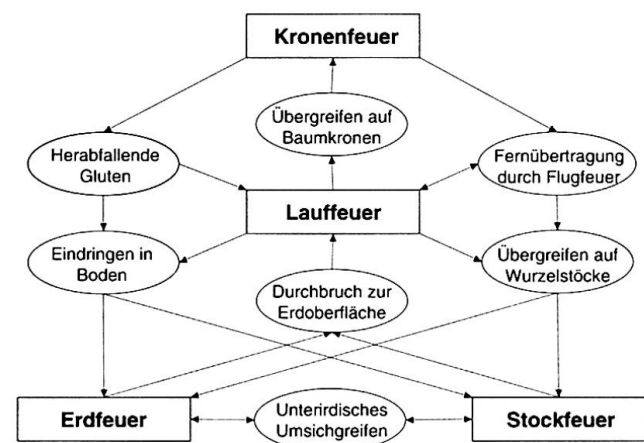 Kronenfeuer
Übergreifen auf
Baumkronen
Herabfallende
Gluten
Fernübertragung
durch Flugfeuer
Lauffeuer
Eindringen in
Boden
Übergreifen auf
Wurzelstöcke
Durchbruch zur
Erdoberfläche
Erdfeuer
Unterirdisches
Umsichgreifen
Stockfeuer